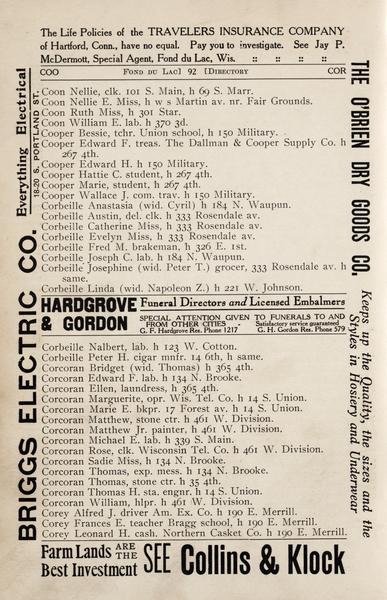 The Life Policies of the TRAVELERS INSURANCE COMPANY
of Hartford, Conn., have no equal. Pay you to investigate. See Jay P.
McDermott, Special Agent, Fond du Lac, Wis. :: :: :: ::
COO FOND DU LAC] 92 [DIRECTORY COR
Coon Nellie, clk. 101 S. Main, h 69 S. Marr.
Coon Nellie E. Miss, h w s Martin av. nr. Fair Grounds.
Coon Ruth Miss, h 301 Star.
Coon William E. lab. h 370 3d.
Cooper Bessie, tchr. Union school, h 150 Military.
Cooper Edward F. treas. The Dallman & Cooper Supply Co. h
267 4th.
Cooper Edward H. h 150 Military.
Cooper Hattie C. student, h 267 4th.
Cooper Marie, student, h 267 4th.
Cooper Wallace J. com. trav. h 150 Military.
Corbeille Anastasia (wid. Cyril) h 184 N. Waupun.
Corbeille Austin, del. clk. h 333 Rosendale av.
Corbeille Catherine Miss, h 333 Rosendale av.
Corbeille Evelyn Miss, h 333 Rosendale av.
Corbeille Fred M. brakeman, h 326 E. 1st.
Corbeille Joseph C. lab. h 184 N. Waupun.
Corbeille Josephine (wid. Peter T.) grocer, 333 Rosendale av. h
same.
Corbeille Linda (wid. Napoleon Z.) h 221 W. Johnson.
HARDGROVE & GORDON
Funeral Directors and Licensed Embalmers
SPECIAL ATTENTION GIVEN TO FUNERALS TO AND
FROM OTHER CITIES - Satisfactory service guaranteed
G. F. Hardgrove Res. Phone 1217 G. H. Gordon Res. Phone 579
Corbeille Nalbert, lab. h 123 W. Cotton.
Corbeille Peter H. cigar mnfr. 14 6th, h same.
Corcoran Bridget (wid. Thomas) h 365 4th.
Corcoran Edward F. lab. h 134 N. Brooke.
Corcoran Ellen, laundress, h 365 4th.
Corcoran Marguerite, opr. Wis. Tel. Co. h 14 S. Union.
Corcoran Marie E. bkpr. 17 Forest av. h 14 S. Union.
Corcoran Matthew, stone ctr. h 461 W. Division.
Corcoran Matthew Jr. painter, h 461 W. Division.
Corcoran Michael E. lab. h 339 S. Main.
Corcoran Rose, clk. Wisconsin Tel. Co. h 461 W. Division.
Corcoran Sadie Miss, h 134 N. Brooke.
Corcoran Thomas, exp. mess. h 134 N. Brooke.
Corcoran Thomas, stone ctr. h 35 4th.
Corcoran Thomas H. sta. engnr. h 14 S. Union.
Corcoran William, hlpr. h 461 W. Division.
Corey Alfred J. driver Am. Ex. Co. h 190 E. Merrill.
Corey Frances E. teacher Bragg school, h 190 E. Merrill.
Corey Leonard H. cash. Northern Casket Co. h 190 E. Merrill.
Farm Lands ARE THE Best Investment SEE Collins & Klock
BRIGGS ELECTRIC CO.
Everything Electrical
18-20 S. PORTLAND ST.
THE O'BRIEN DRY GOODS CO.
Keeps up the Quality, the sizes and the
Styles in Hosiery and Underwear